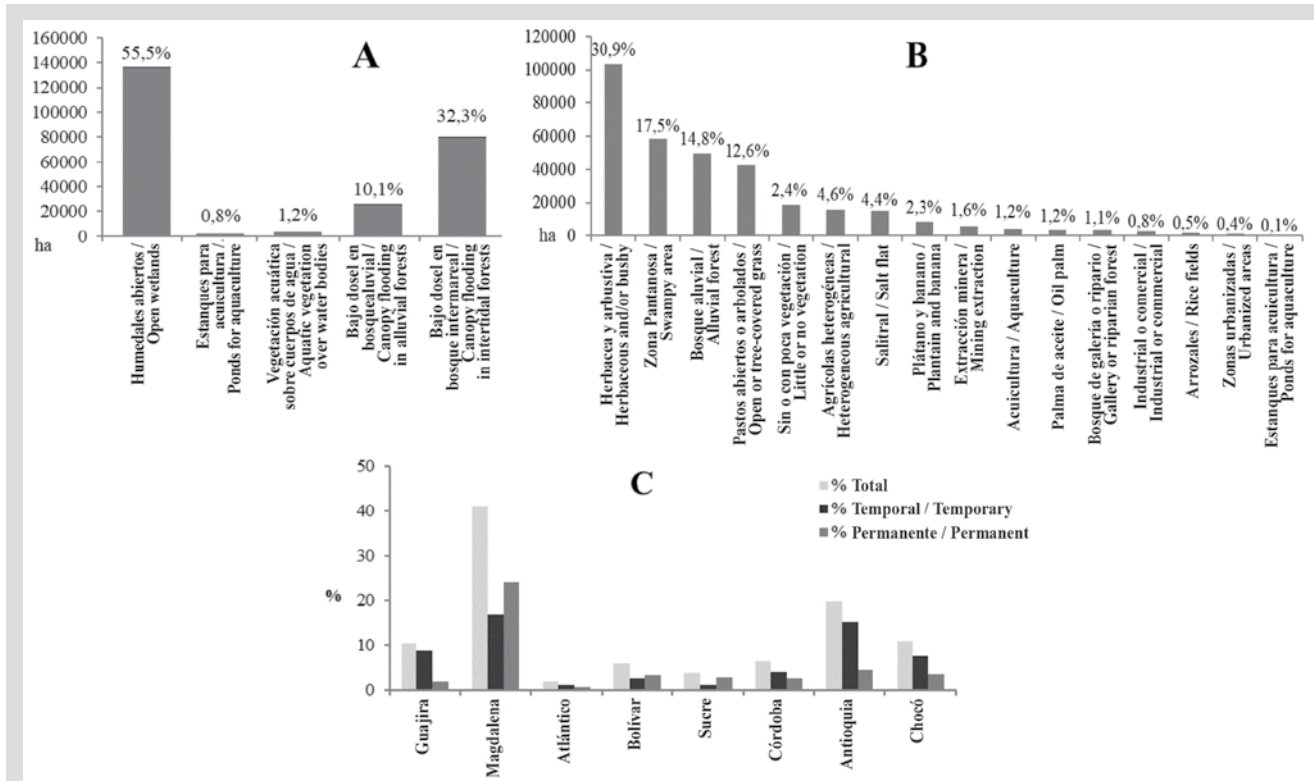 A
160000
140000
120000
100000
80000
60000
40000
20000
ha 0
55,5%
0,8%
1,2%
10,1%
32,3%
Humedales abiertos /
Open wetlands
Estanques para
acuicultura /
Ponds for aquaculture
Vegetación acuática
sobre cuerpos de agua /
Aquatic vegetation
over water bodies
Bajo dosel en
bosquealuvial /
Canopy flooding
in alluvial forests
Bajo dosel en
bosque intermareal /
Canopy flooding
in intertidal forests
B
120000
100000
80000
60000
40000
20000
ha 0
30,9%
17,5%
14,8%
12,6%
2,4%
4,6%
4,4%
2,3%
1,6%
1,2%
1,2%
1,1%
0,8%
0,5%
0,4%
0,1%
Herbacea y arbustiva /
Herbaceous and/or bushy
Zona Pantanosa /
Swampy area
Bosque aluvial /
Alluvial forest
Pastos abiertos o arbolados /
Open or tree-covered grass
Sin o con poca vegetación /
Little or no vegetation
Agrícolas heterogéneas /
Heterogeneous agricultural
Salitral / Salt flat
Plátano y banano /
Plantain and banana
Extracción minera /
Mining extraction
Acuicultura / Aquaculture
Palma de aceite / Oil palm
Bosque de galería o ripario /
Gallery or riparian forest
Industrial o comercial /
Industrial or commercial
Arrozales / Rice fields
Zonas urbanizadas /
Urbanized areas
Estanques para acuicultura /
Ponds for aquaculture
C
50
40
30
20
10
0
%
% Total
% Temporal / Temporary
% Permanente / Permanent
Guajira
Magdalena
Atlántico
Bolívar
Sucre
Córdoba
Antioquia
Chocó